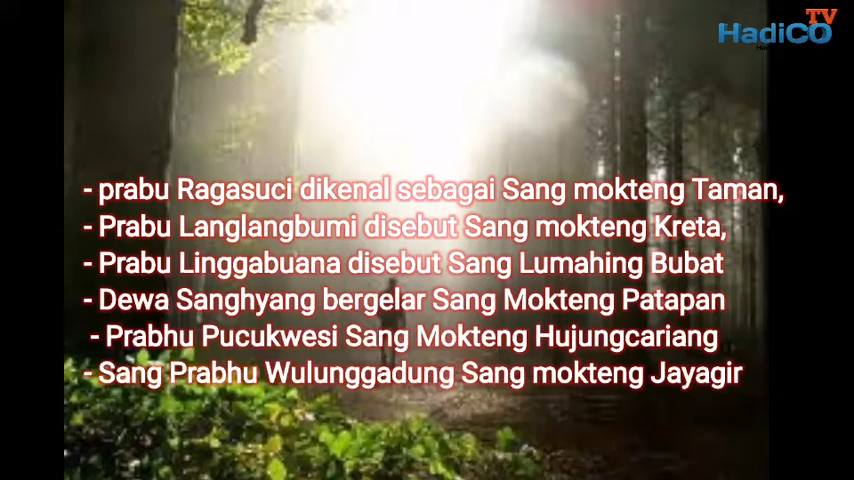 HadiCO TV
- prabu Ragasuci dikenal sebagai Sang mokteng Taman,
- Prabu Langlangbumi disebut Sang mokteng Kreta,
- Prabu Linggabuana disebut Sang Lumahing Bubat
- Dewa Sanghyang bergelar Sang Mokteng Patapan
- Prabhu Pucukwesi Sang Mokteng Hujungcariang
- Sang Prabhu Wulunggadung Sang mokteng Jayagir